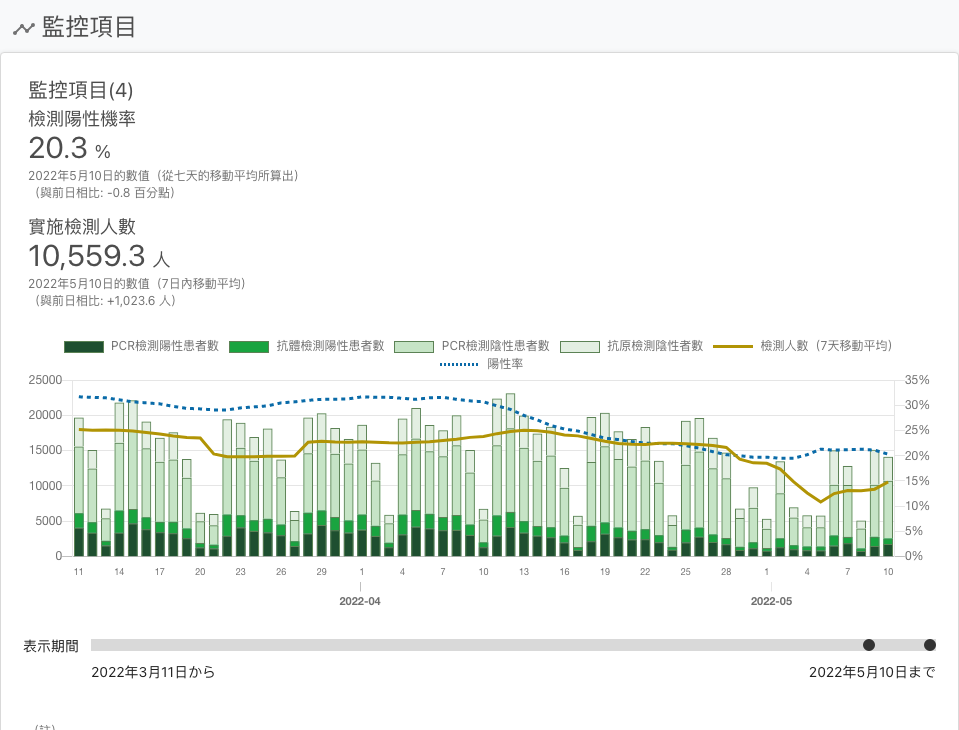 監控項目
監控項目(4)
檢測陽性機率
20.3 %
2022年5月10日的數值（從七天的移動平均所算出）
（與前日相比: -0.8 百分點）
實施檢測人數
10,559.3 人
2022年5月10日的數值（7日內移動平均）
（與前日相比: +1,023.6 人）
PCR檢測陽性患者數 抗體檢測陽性患者數 PCR檢測陰性患者數 抗原檢測陰性者數 檢測人數（7天移動平均）
陽性率
25000 35%
20000 30%
15000 25%
10000 20%
5000 15%
0 10%
5%
0%
11 14 17 20 23 26 29 1 4 7 10 13 16 19 22 25 28 1 4 7 10
2022-04 2022-05
表示期間
2022年3月11日から 2022年5月10日まで